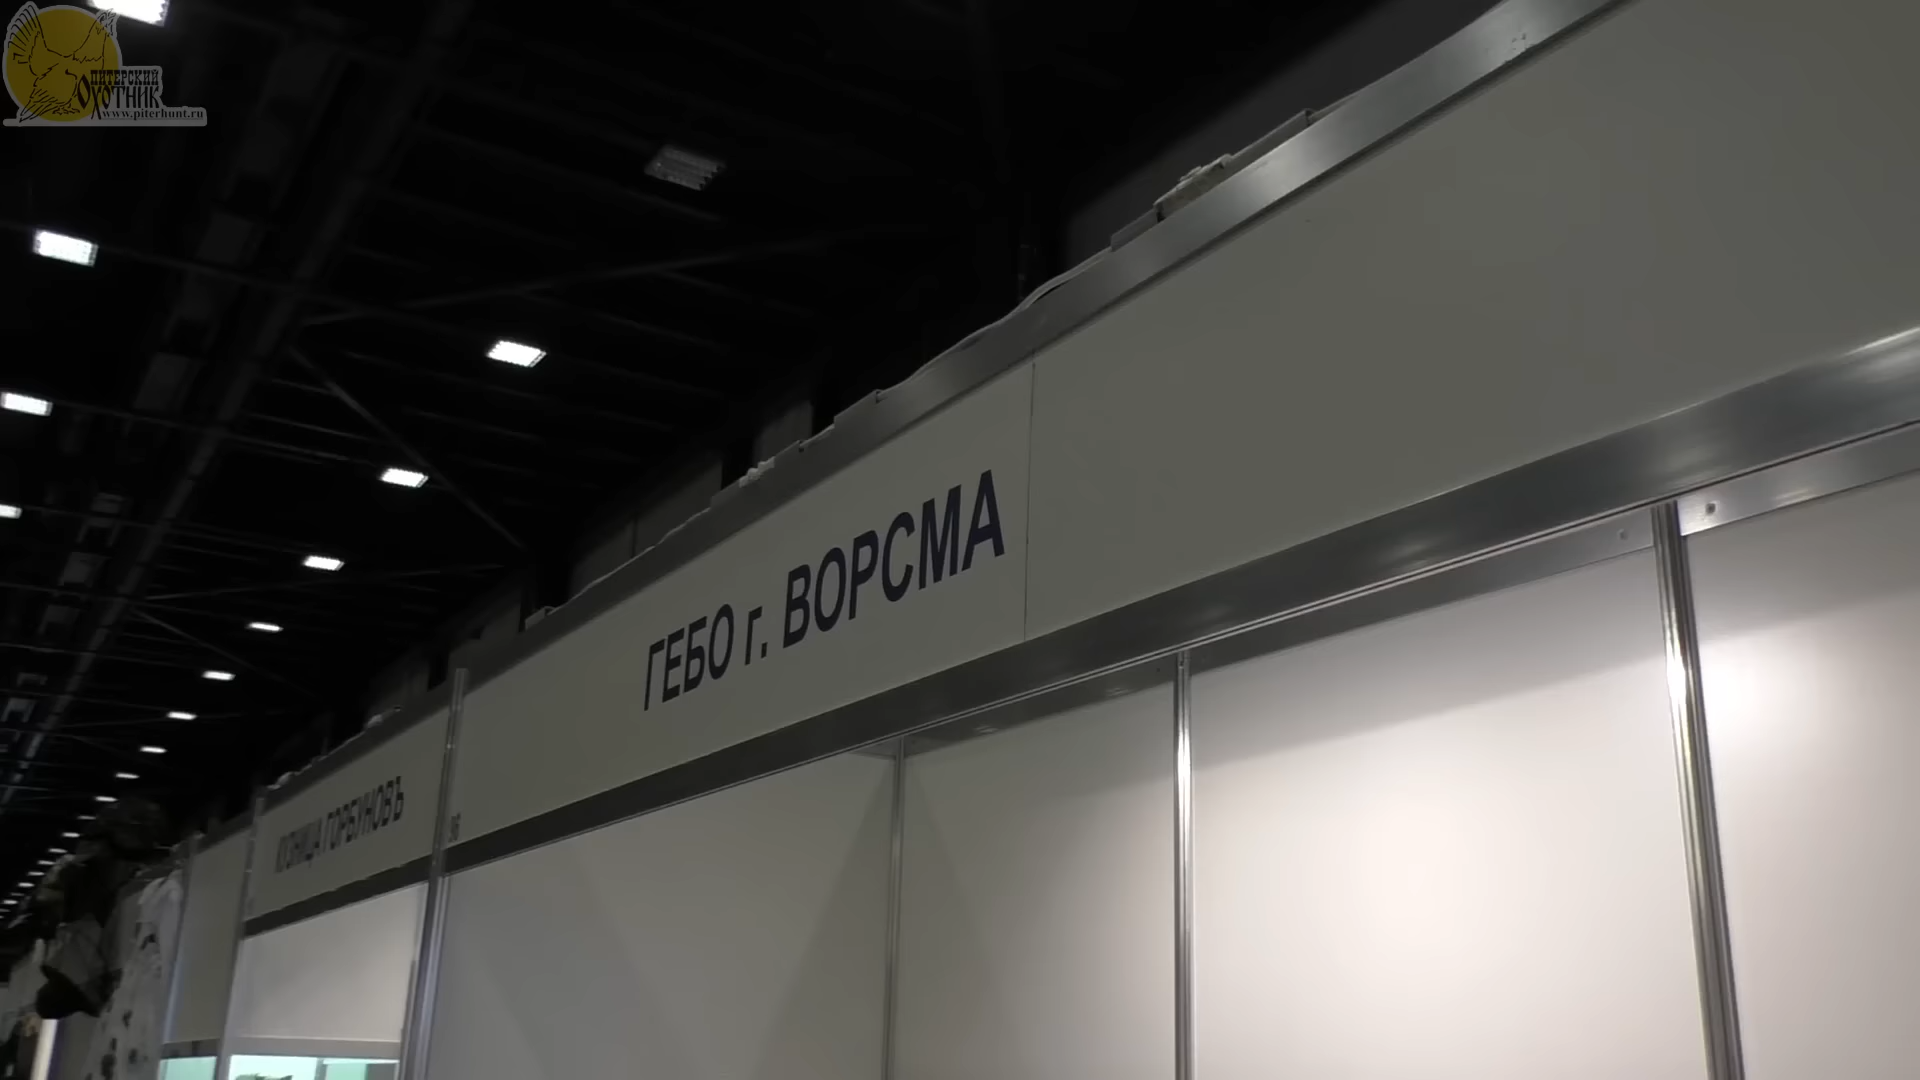 ПИТЕРСКИЙ
ОХОТНИК
www.piterhunt.ru
ГЕБО г. ВОРСМА
КУЗНИЦА ГОРБУНОВЪ